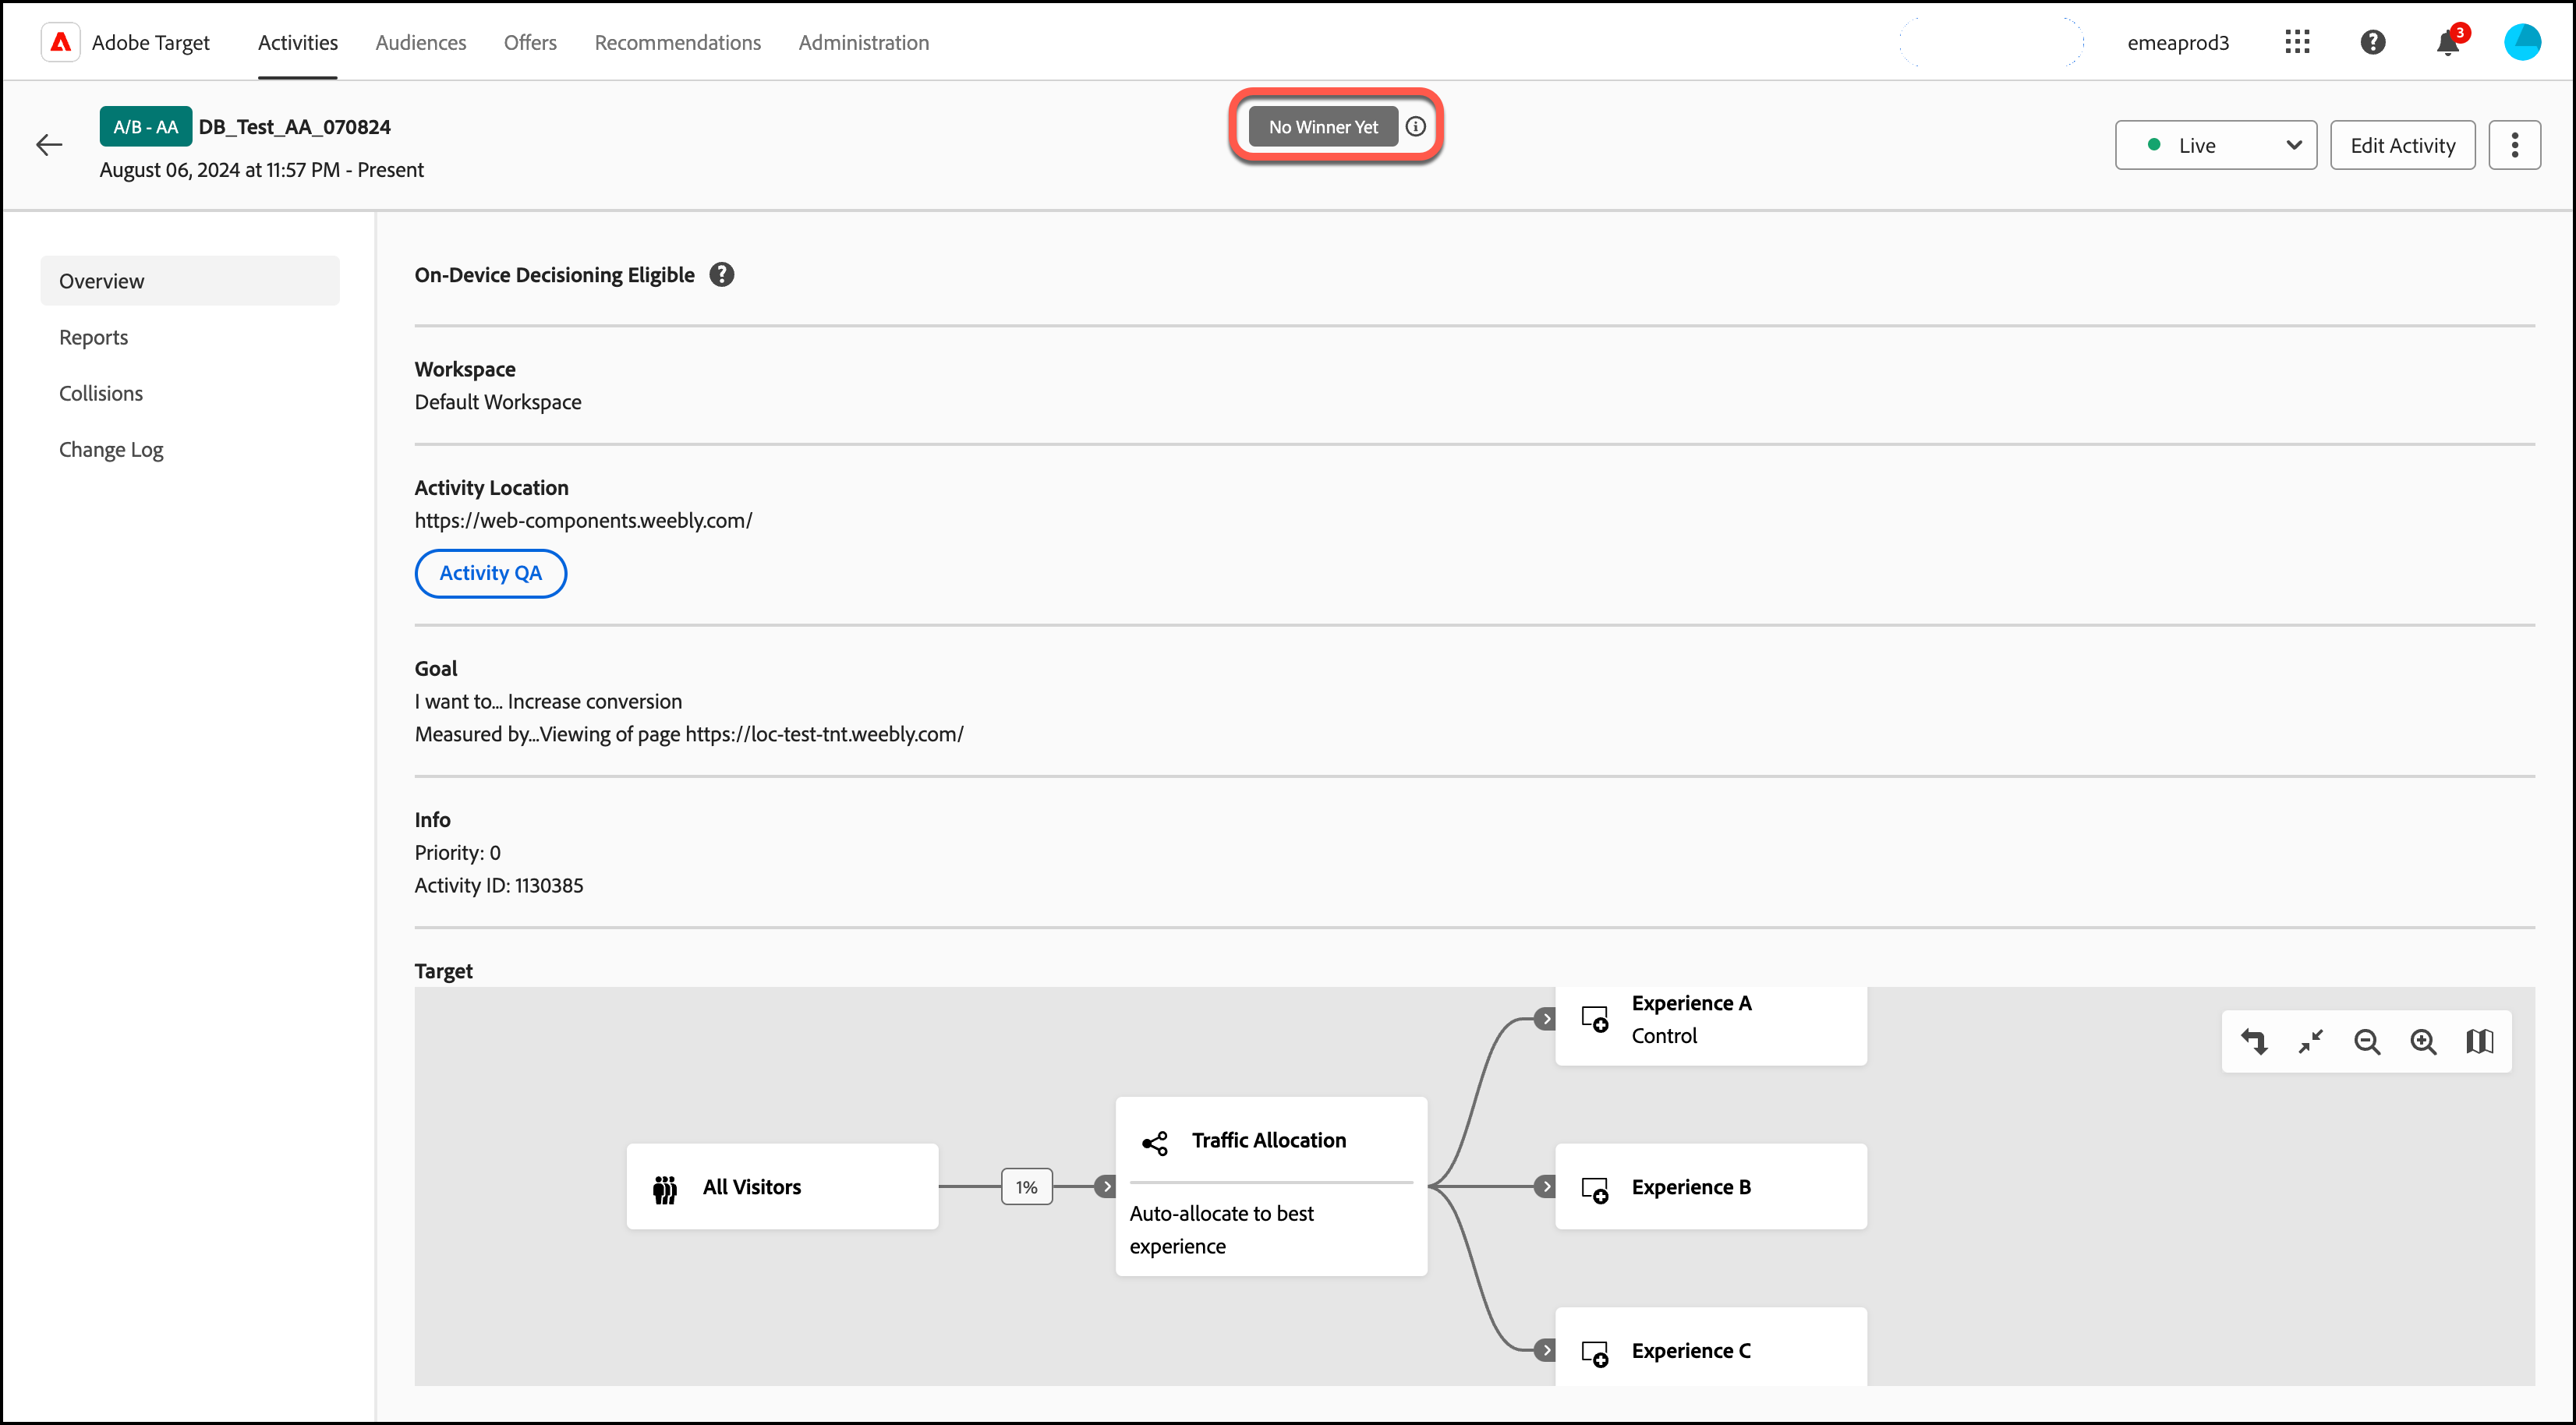 Adobe Target
Activities
Audiences
Offers
Recommendations
Administration
emeaprod3
3
A/B - AA
DB_Test_AA_070824
August 06, 2024 at 11:57 PM - Present
No Winner Yet
Live
Edit Activity
Overview
Reports
Collisions
Change Log
On-Device Decisioning Eligible
Workspace
Default Workspace
Activity Location
https://web-components.weebly.com/
Activity QA
Goal
I want to... Increase conversion
Measured by...Viewing of page https://loc-test-tnt.weebly.com/
Info
Priority: 0
Activity ID: 1130385
Target
All Visitors
1%
Traffic Allocation
Auto-allocate to best
experience
Experience A
Control
Experience B
Experience C